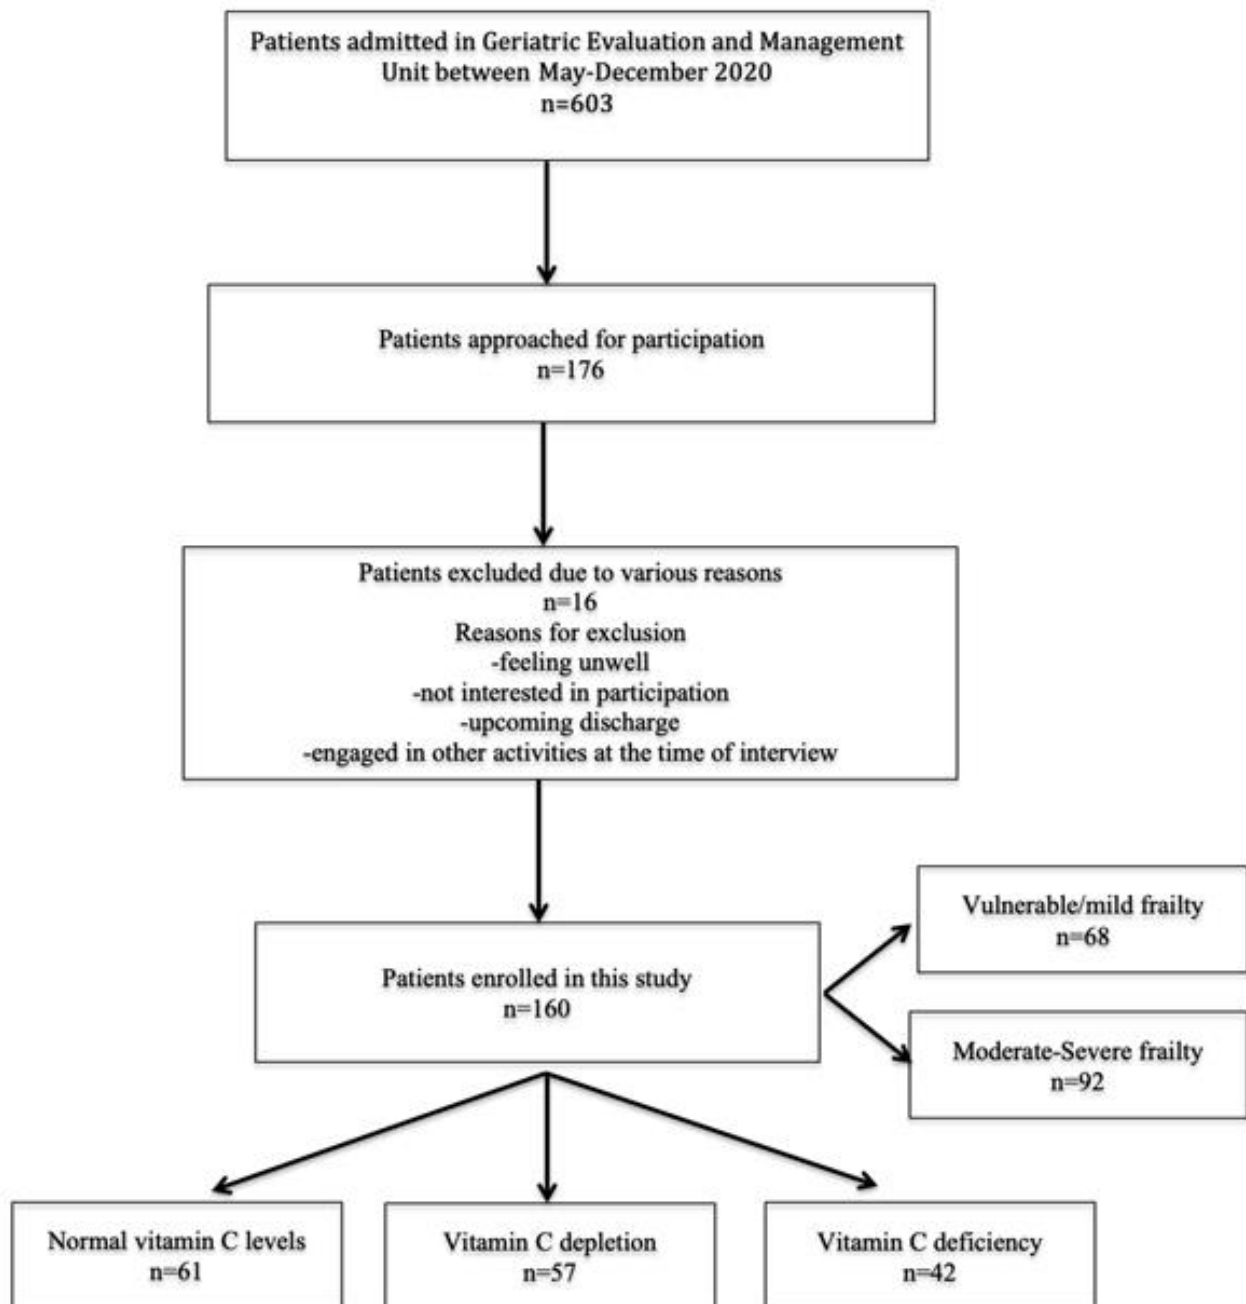 Patients admitted in Geriatric Evaluation and Management
Unit between May-December 2020
n=603
Patients approached for participation
n=176
Patients excluded due to various reasons
n=16
Reasons for exclusion
-feeling unwell
-not interested in participation
-upcoming discharge
-engaged in other activities at the time of interview
Patients enrolled in this study
n=160
Vulnerable/mild frailty
n=68
Moderate-Severe frailty
n=92
Normal vitamin C levels
n=61
Vitamin C depletion
n=57
Vitamin C deficiency
n=42